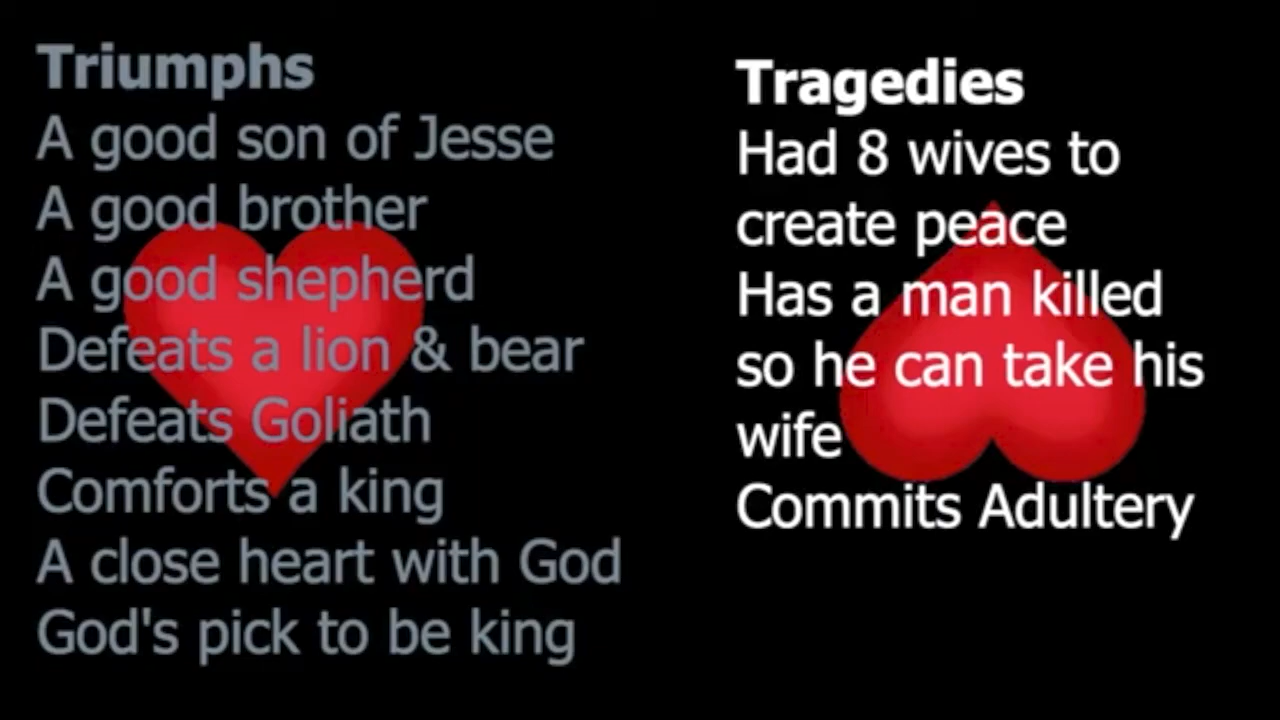 Triumphs
A good son of Jesse
A good brother
A good shepherd
Defeats a lion & bear
Defeats Goliath
Comforts a king
A close heart with God
God's pick to be king
Tragedies
Had 8 wives to
create peace
Has a man killed
so he can take his
wife
Commits Adultery